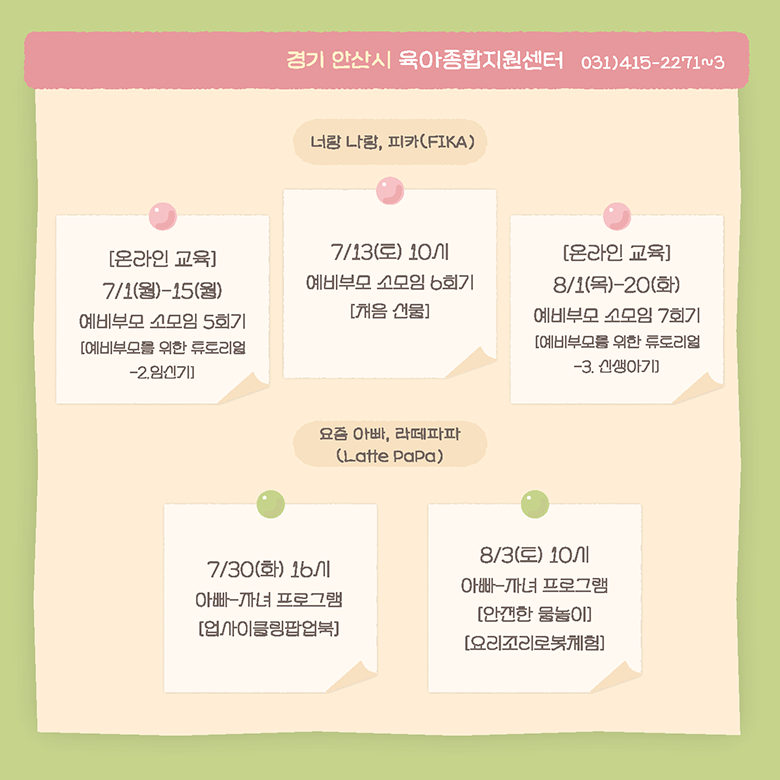 경기 안산시 육아종합지원센터 031)415-2271~3
너랑 나랑, 피카(FIKA)
[온라인 교육]
7/1(월)-15(월)
예비부모 소모임 5회기
[예비부모를 위한 튜토리얼
-2.임신기]
7/13(토) 10시
예비부모 소모임 6회기
[처음 선물]
[온라인 교육]
8/1(목)-20(화)
예비부모 소모임 7회기
[예비부모를 위한 튜토리얼
-3. 신생아기]
요즘 아빠, 라떼파파
(Latte PaPa)
7/30(화) 16시
아빠-자녀 프로그램
[업사이클링팝업북]
8/3(토) 10시
아빠-자녀 프로그램
[안전한 물놀이]
[요리조리로봇체험]